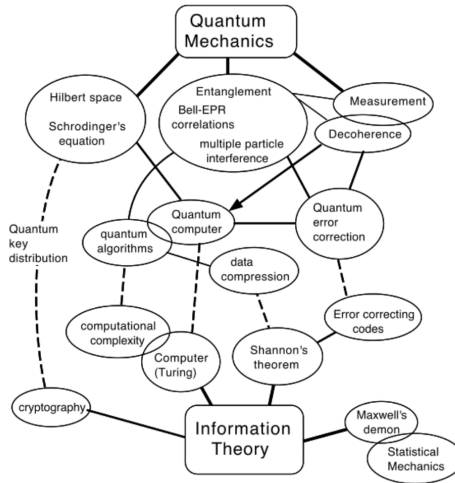 Quantum
Mechanics
Hilbert space
Schrodinger's
equation
Entanglement
Bell-EPR
correlations
multiple particle
interference
Measurement
Decoherence
Quantum
key
distribution
quantum
algorithms
Quantum
computer
Quantum
error
correction
data
compression
computational
complexity
Computer
(Turing)
Shannon's
theorem
Error correcting
codes
cryptography
Information
Theory
Maxwell's
demon
Statistical
Mechanics